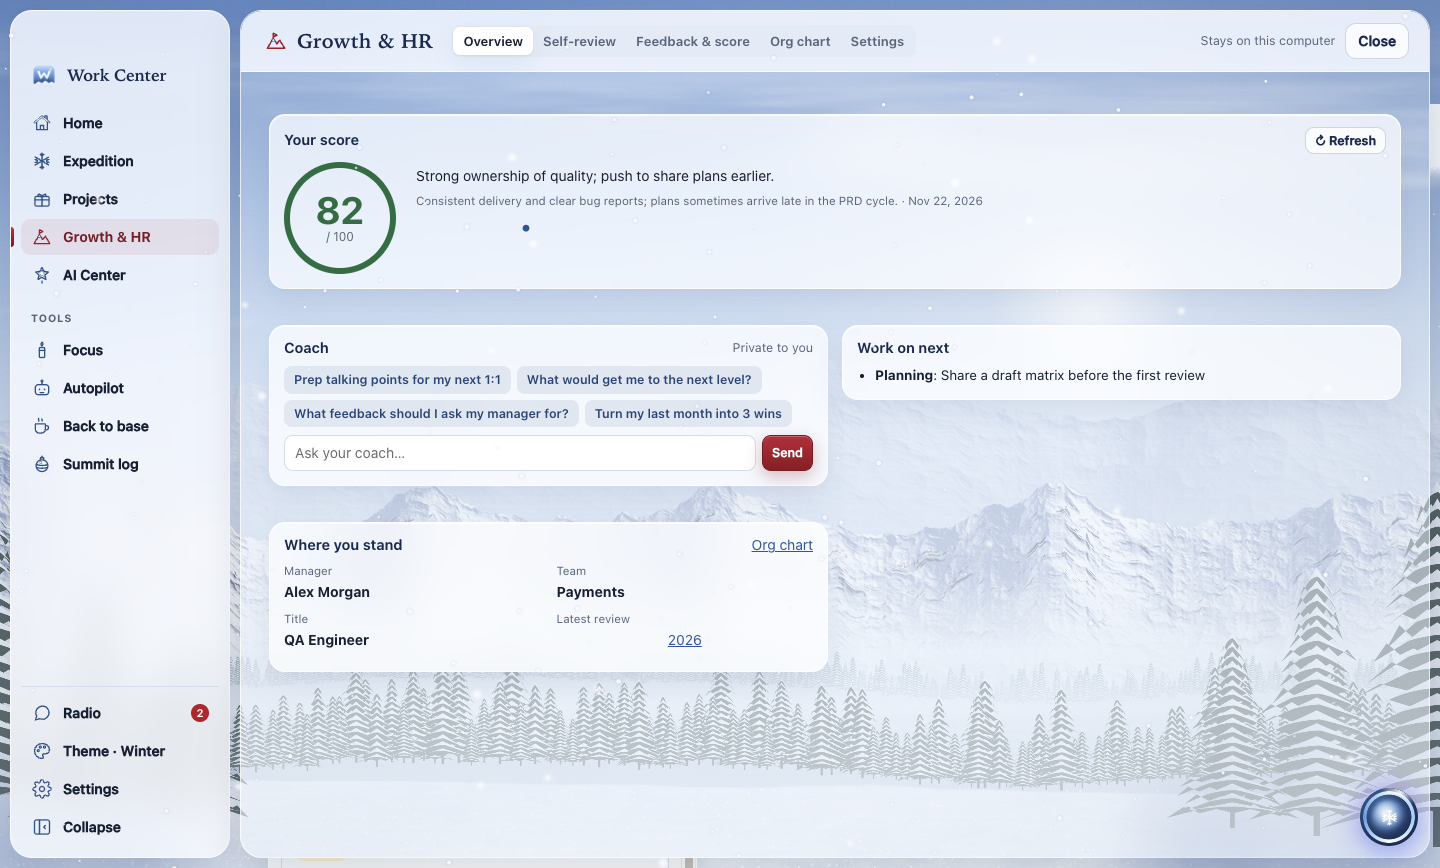 Work Center
Home
Expedition
Projects
Growth & HR
AI Center
TOOLS
Focus
Autopilot
Back to base
Summit log
Radio 2
Theme · Winter
Settings
Collapse
Growth & HR Overview Self-review Feedback & score Org chart Settings Stays on this computer Close
Your score ↻ Refresh
82
/ 100
Strong ownership of quality; push to share plans earlier.
Consistent delivery and clear bug reports; plans sometimes arrive late in the PRD cycle. · Nov 22, 2026
Coach Private to you
Prep talking points for my next 1:1 What would get me to the next level?
What feedback should I ask my manager for? Turn my last month into 3 wins
Ask your coach... Send
Work on next
• Planning: Share a draft matrix before the first review
Where you stand Org chart
Manager Team
Alex Morgan Payments
Title Latest review
QA Engineer 2026